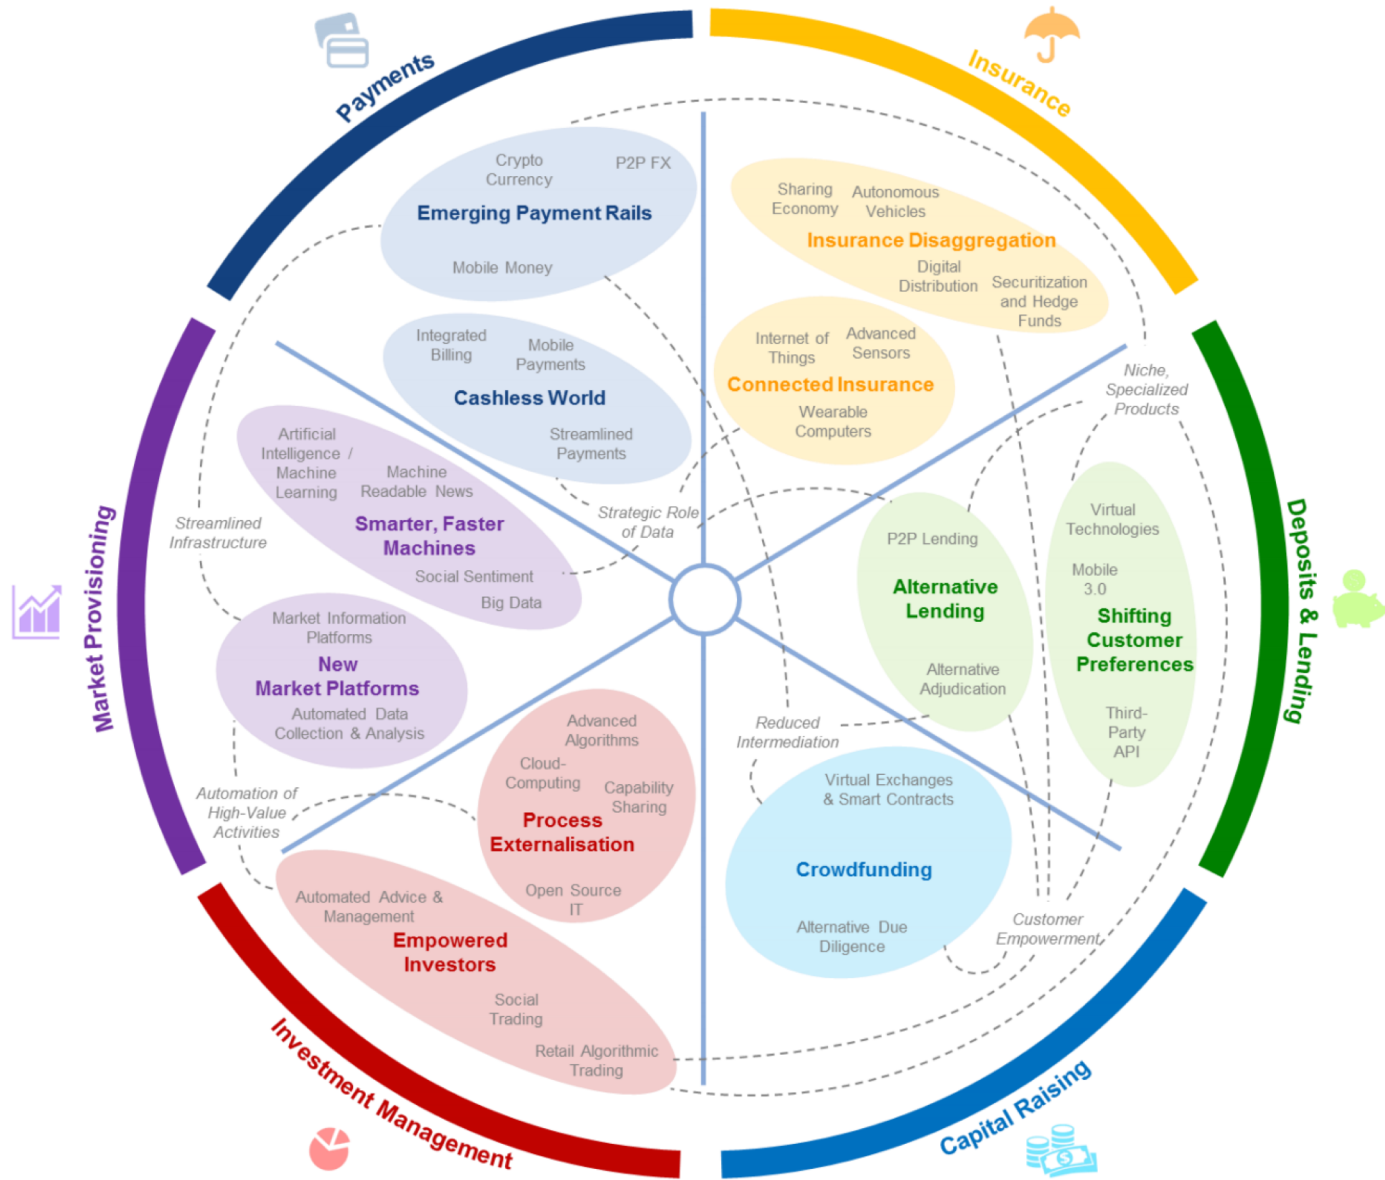 Payments
Insurance
Crypto
Currency
P2P FX
Emerging Payment Rails
Mobile Money
Integrated
Billing
Mobile
Payments
Cashless World
Streamlined
Payments
Sharing
Economy
Autonomous
Vehicles
Insurance Disaggregation
Digital
Distribution
Securitization
and Hedge
Funds
Internet of
Things
Advanced
Sensors
Connected Insurance
Wearable
Computers
Niche,
Specialized
Products
Artificial
Intelligence /
Machine
Learning
Machine
Readable News
Smarter, Faster
Machines
Social Sentiment
Big Data
Streamlined
Infrastructure
Strategic Role
of Data
Market Provisioning
Market Information
Platforms
New
Market Platforms
Automated Data
Collection & Analysis
P2P Lending
Alternative
Lending
Alternative
Adjudication
Virtual
Technologies
Mobile
3.0
Shifting
Customer
Preferences
Third-
Party
API
Deposits & Lending
Automation of
High-Value
Activities
Advanced
Algorithms
Cloud-
Computing
Capability
Sharing
Process
Externalisation
Open Source
IT
Reduced
Intermediation
Virtual Exchanges
& Smart Contracts
Crowdfunding
Alternative Due
Diligence
Customer
Empowerment
Automated Advice &
Management
Empowered
Investors
Social
Trading
Retail Algorithmic
Trading
Investment Management
Capital Raising
$